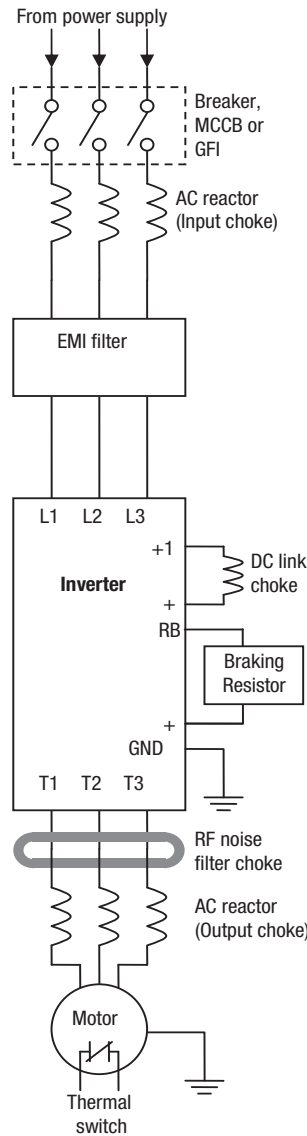 From power supply
Breaker,
MCCB or
GFI
AC reactor
(Input choke)
EMI filter
L1 L2 L3
+1
DC link
choke
Inverter
+
RB
Braking
Resistor
+
GND
T1 T2 T3
RF noise
filter choke
AC reactor
(Output choke)
Motor
Thermal
switch